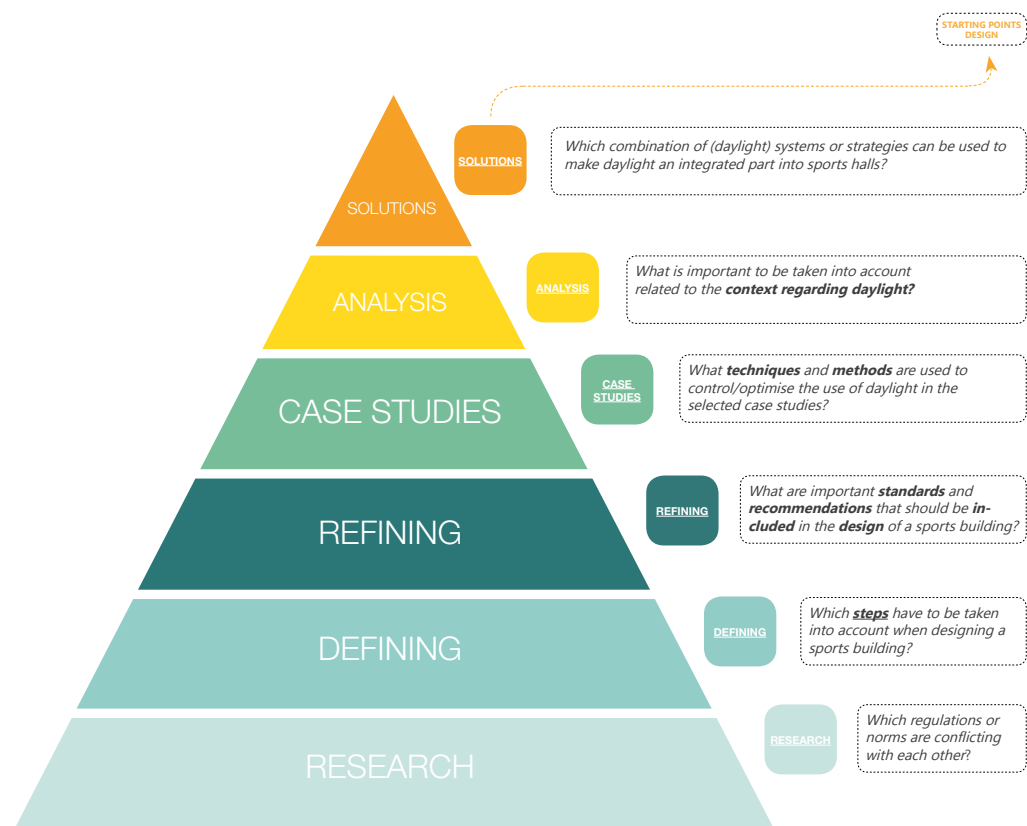 STARTING POINTS
DESIGN
SOLUTIONS
SOLUTIONS
Which combination of (daylight) systems or strategies can be used to
make daylight an integrated part into sports halls?
ANALYSIS
ANALYSIS
What is important to be taken into account
related to the context regarding daylight?
CASE STUDIES
CASE
STUDIES
What techniques and methods are used to
control/optimise the use of daylight in the
selected case studies?
REFINING
REFINING
What are important standards and
recommendations that should be in-
cluded in the design of a sports building?
DEFINING
DEFINING
Which steps have to be taken
into account when designing a
sports building?
RESEARCH
RESEARCH
Which regulations or
norms are conflicting
with each other?